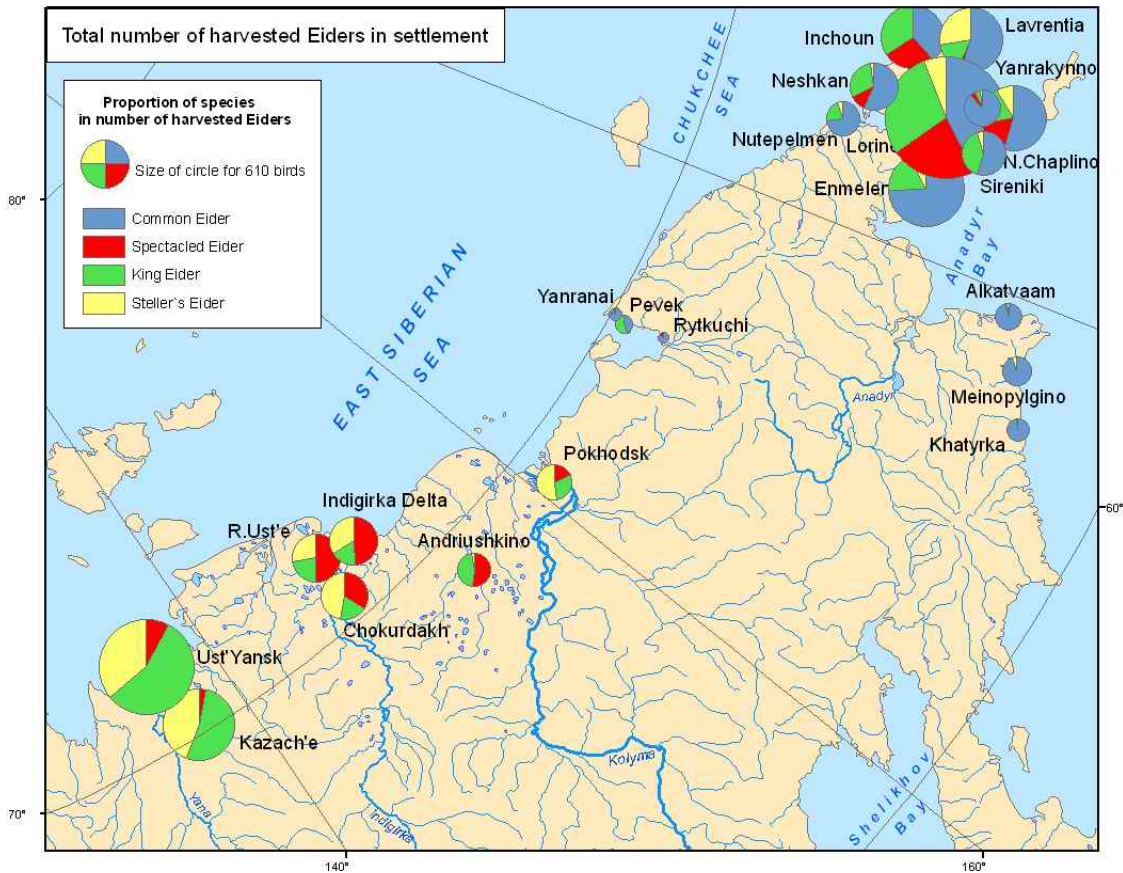 Total number of harvested Eiders in settlement
Proportion of species
in number of harvested Eiders
Size of circle for 610 birds
Common Eider
Spectacled Eider
King Eider
Steller`s Eider
Inchoun
Lavrentia
Neshkan
Yanrakynno
Nutepelmen
Lorino
N.Chaplino
Enmelen
Sireniki
CHUKCHEE
SEA
Anadyr
Bay
80°
EAST SIBERIAN
SEA
Yanranai
Pevek
Rytkuchi
Alkatvaam
Meinopylgino
Khatyrka
Anadyr
Pokhodsk
60°
Indigirka Delta
R.Ust'e
Andriushkino
Chokurdakh
Ust'Yansk
Kazach'e
Kolyma
Shelikhov
Bay
Yana
Indigirka
70°
140°
160°